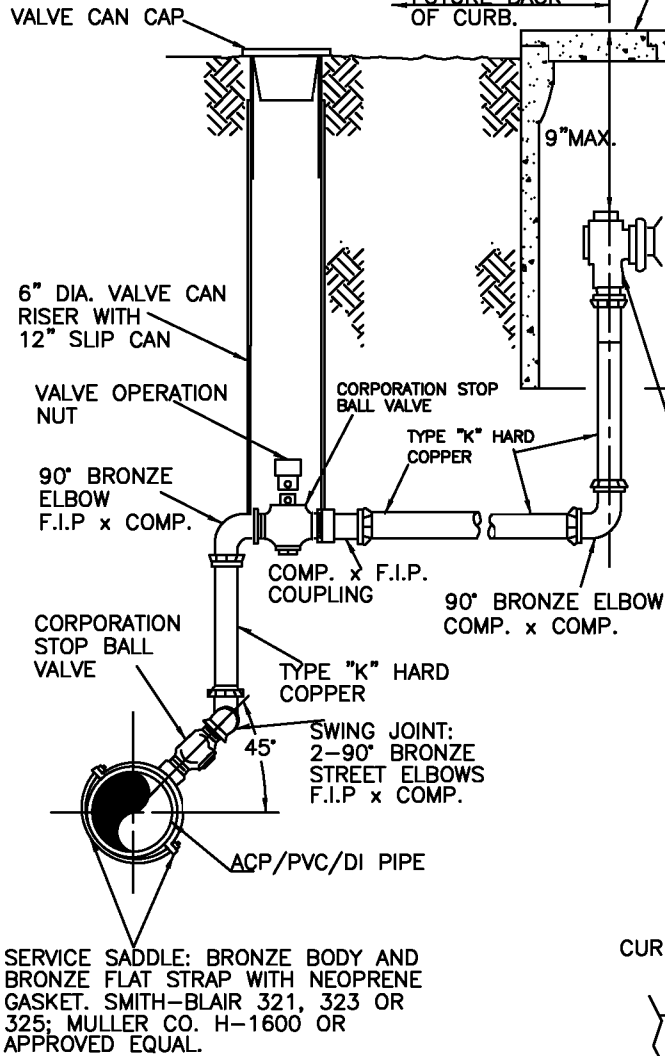 VALVE CAN CAP
FUTURE BACK
OF CURB.
9"MAX.
6" DIA. VALVE CAN
RISER WITH
12" SLIP CAN
VALVE OPERATION
NUT
CORPORATION STOP
BALL VALVE
TYPE "K" HARD
COPPER
90° BRONZE
ELBOW
F.I.P x COMP.
COMP. x F.I.P.
COUPLING
90° BRONZE ELBOW
COMP. x COMP.
CORPORATION
STOP BALL
VALVE
TYPE "K" HARD
COPPER
45°
SWING JOINT:
2-90° BRONZE
STREET ELBOWS
F.I.P x COMP.
ACP/PVC/DI PIPE
SERVICE SADDLE: BRONZE BODY AND
BRONZE FLAT STRAP WITH NEOPRENE
GASKET. SMITH-BLAIR 321, 323 OR
325; MULLER CO. H-1600 OR
APPROVED EQUAL.
CUR